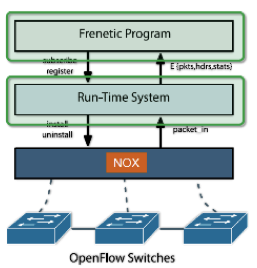 Frenetic Program
subscribe
register
E {pkts,hdrs,stats}
Run-Time System
install
uninstall
packet_in
NOX
OpenFlow Switches